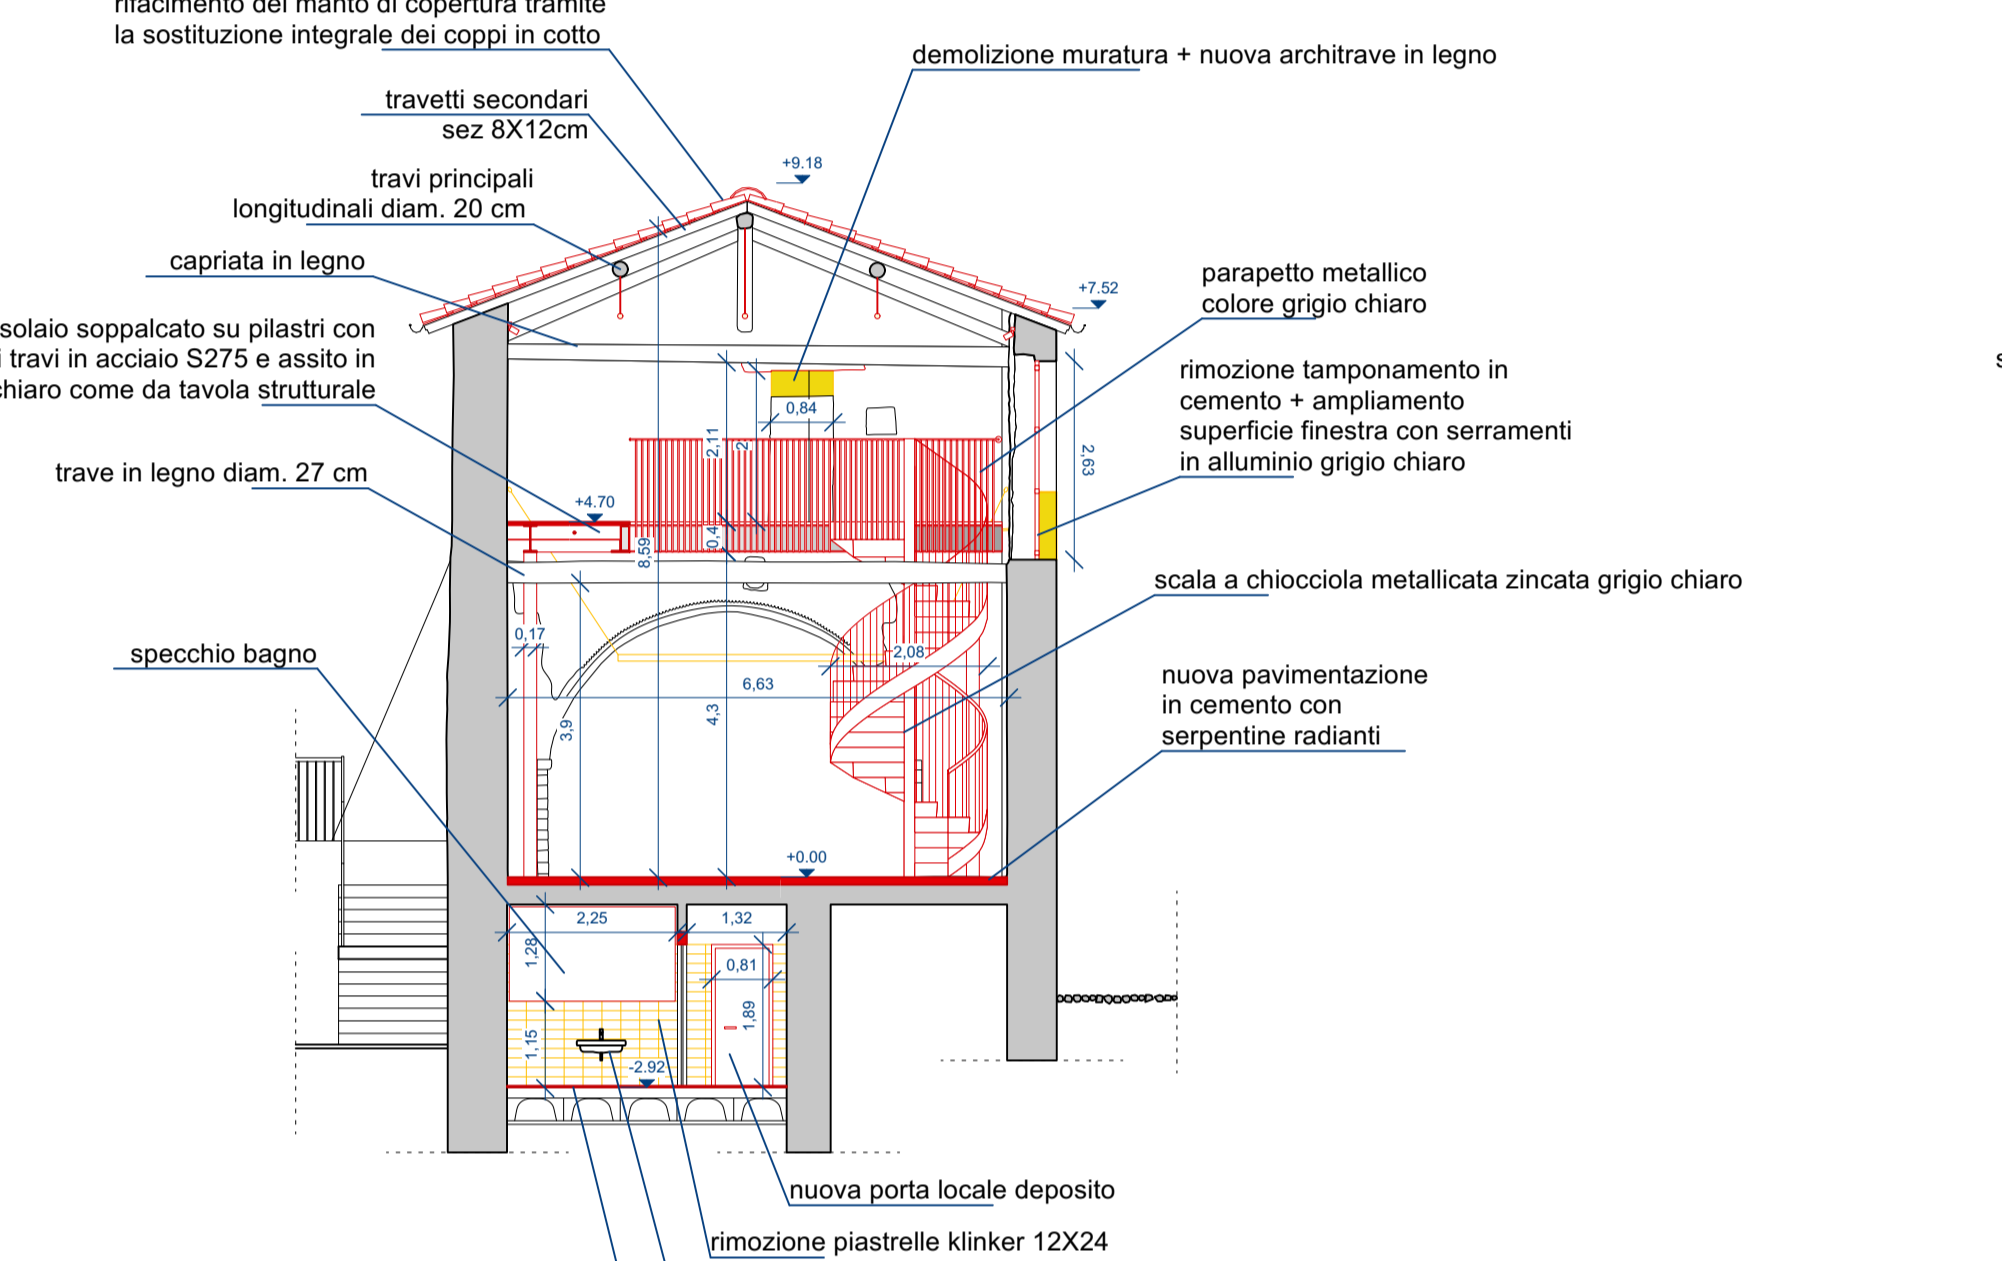 rifacimento del manto di copertura tramite
la sostituzione integrale dei coppi in cotto
demolizione muratura + nuova architrave in legno
travetti secondari
sez 8X12cm
+9.18
travi principali
longitudinali diam. 20 cm
capriata in legno
parapetto metallico
colore grigio chiaro
+7.52
solaio soppalcato su pilastri con
i travi in acciaio S275 e assito in
chiaro come da tavola strutturale
rimozione tamponamento in
cemento + ampliamento
superficie finestra con serramenti
in alluminio grigio chiaro
0,84
2,11
2
2,63
trave in legno diam. 27 cm
+4.70
0,4
8,59
scala a chiocciola metallicata zincata grigio chiaro
0,17
2,08
specchio bagno
6,63
3,9
4,3
nuova pavimentazione
in cemento con
serpentine radianti
+0.00
2,25
1,32
1,28
0,81
1,89
1,15
-2.92
nuova porta locale deposito
rimozione piastrelle klinker 12X24